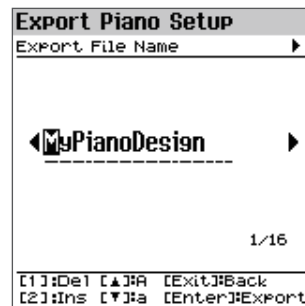 Export Piano Setup
Export File Name ▶
◀MyPianoDesign ▶
1/16
[1]:Del [▲]:A [Exit]:Back
[2]:Ins [▼]:a [Enter]:Export